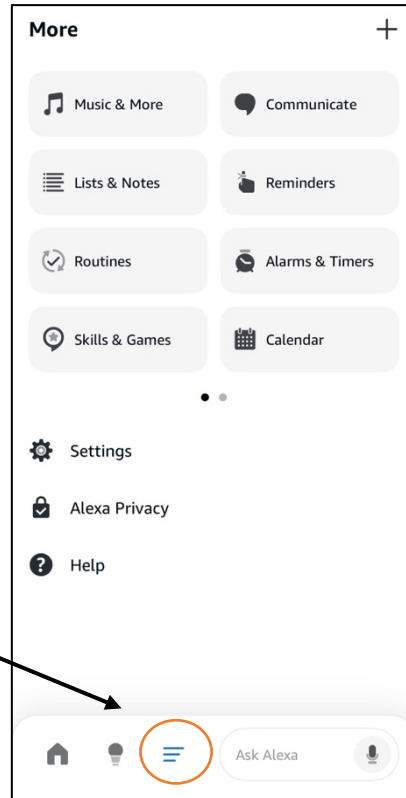 More
Music & More
Communicate
Lists & Notes
Reminders
Routines
Alarms & Timers
Skills & Games
Calendar
Settings
Alexa Privacy
Help
Ask Alexa